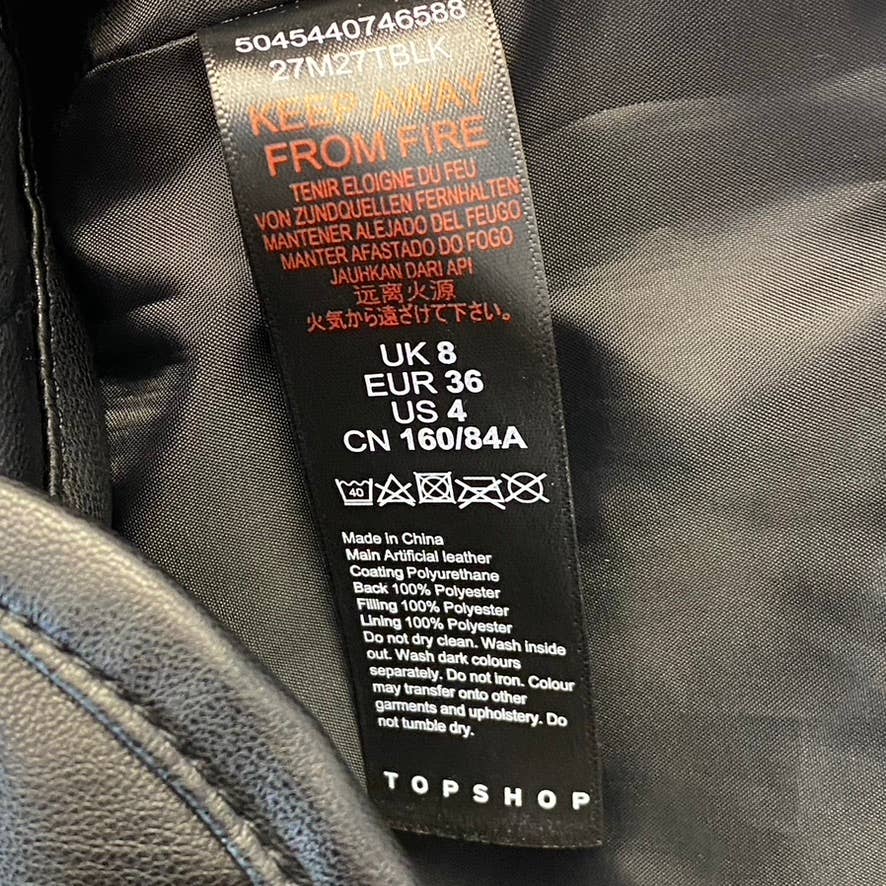 5045440746588
27M27TBLK
KEEP AWAY
FROM FIRE
TENIR ELOIGNE DU FEU
VON ZUNDQUELLEN FERNHALTEN
MANTENER ALEJADO DEL FEUGO
MANTER AFASTADO DO FOGO
JAUHKAN DARI API
远离火源
火気から遠ざけて下さい。
UK 8
EUR 36
US 4
CN 160/84A
40
Made in China
Main Artificial leather
Coating Polyurethane
Back 100% Polyester
Filling 100% Polyester
Lining 100% Polyester
Do not dry clean. Wash inside
out. Wash dark colours
separately. Do not iron. Colour
may transfer onto other
garments and upholstery. Do
not tumble dry.
TOPSHOP